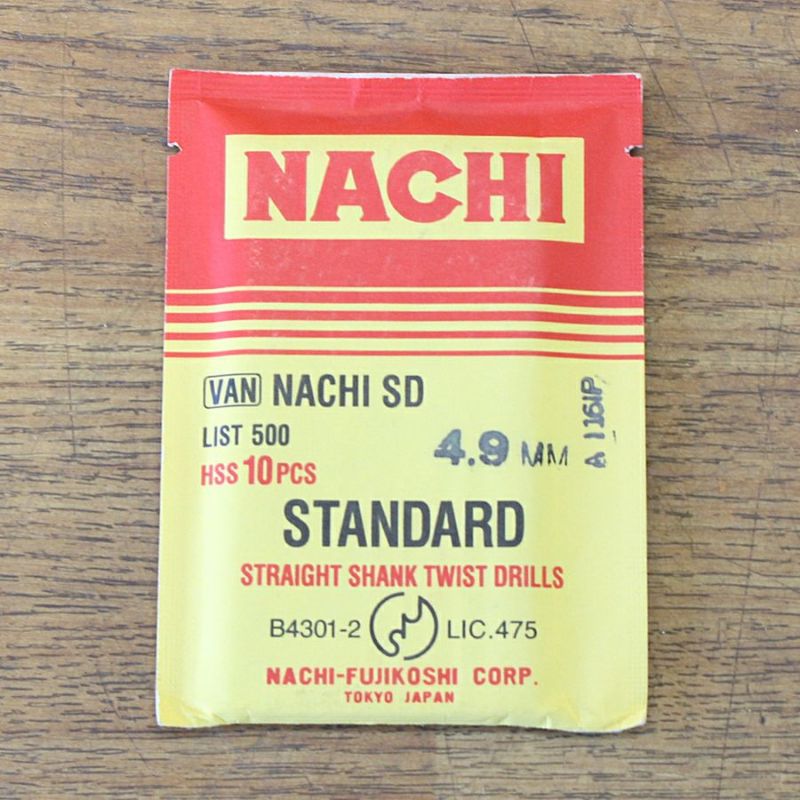 NACHI
VAN NACHI SD
LIST 500
HSS 10 PCS
4.9 MM
A 1161P
STANDARD
STRAIGHT SHANK TWIST DRILLS
B4301-2 LIC.475
NACHI-FUJIKOSHI CORP.
TOKYO JAPAN